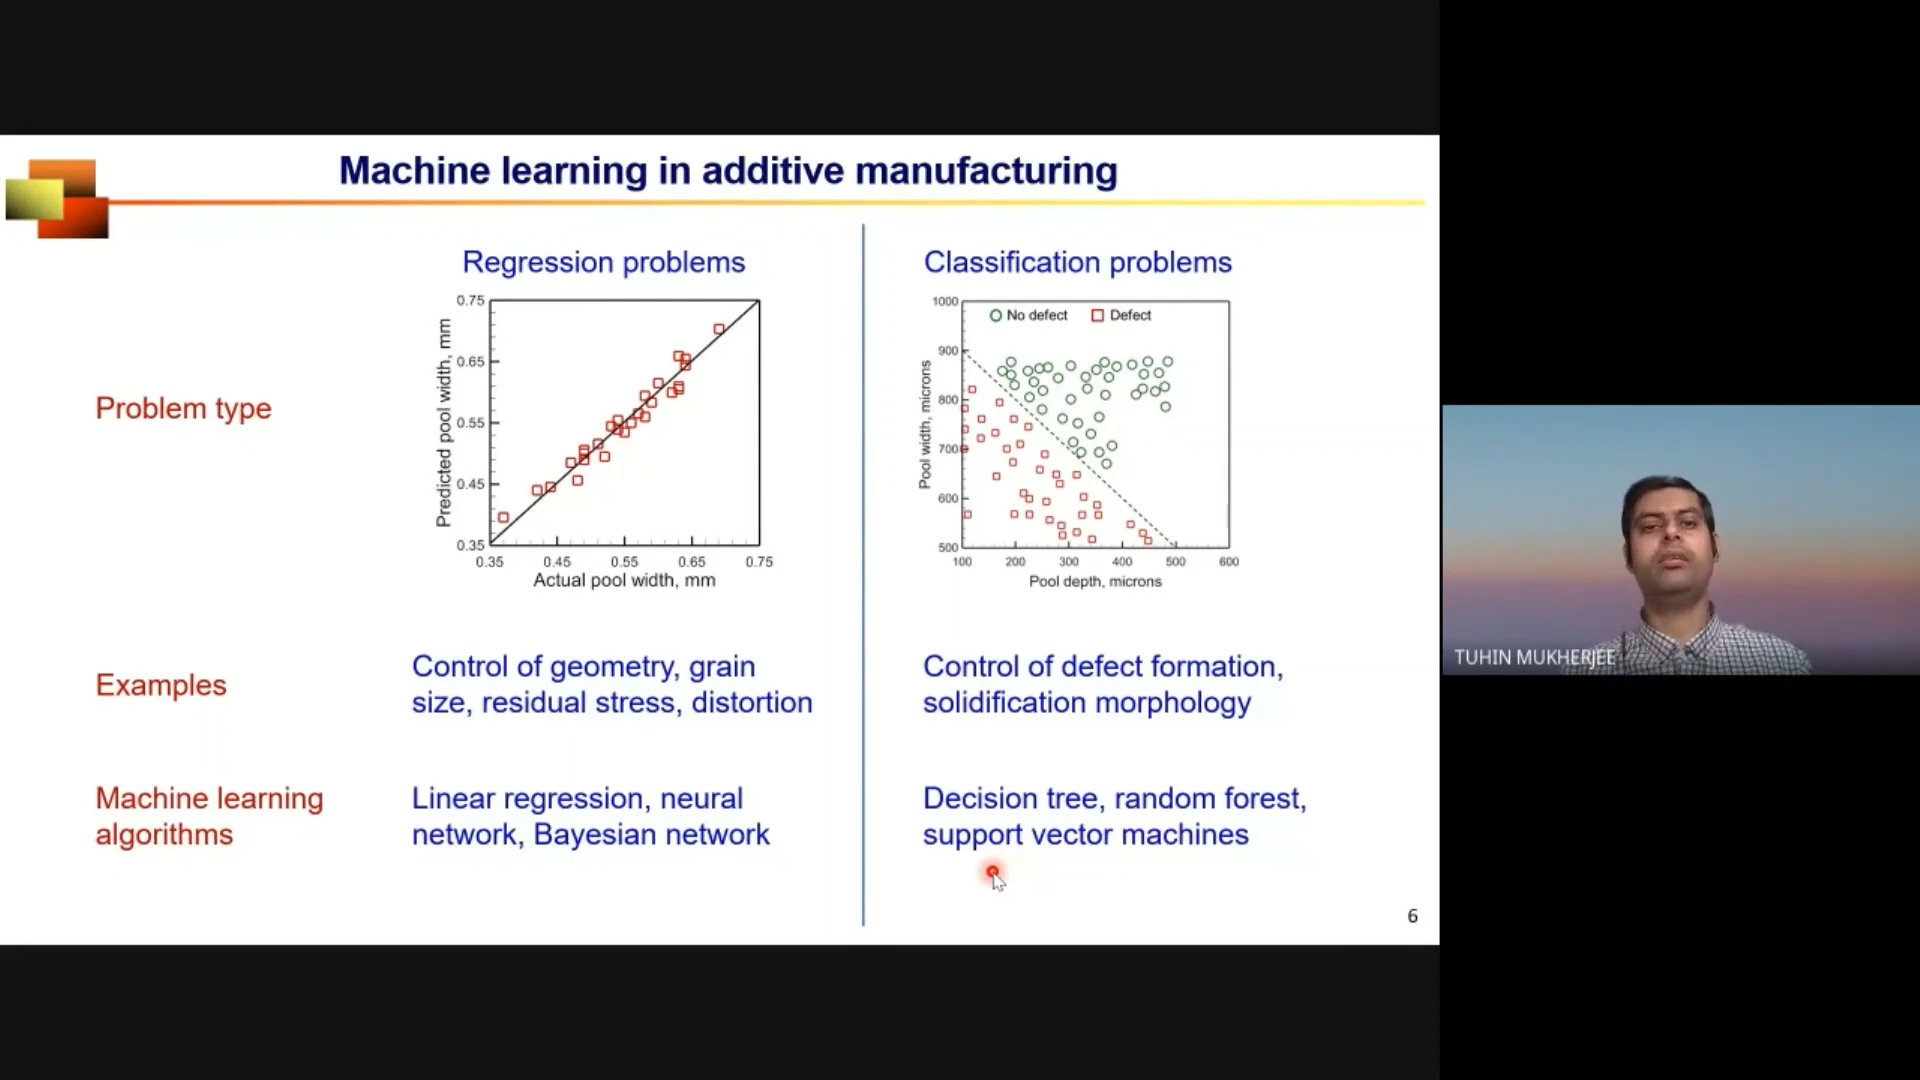 Machine learning in additive manufacturing
Regression problems
Classification problems
Problem type
Predicted pool width, mm
0.75
0.65
0.55
0.45
0.35
0.35 0.45 0.55 0.65 0.75
Actual pool width, mm
Pool width, microns
1000
900
800
700
600
500
No defect Defect
100 200 300 400 500 600
Pool depth, microns
Examples
Control of geometry, grain
size, residual stress, distortion
Control of defect formation,
solidification morphology
Machine learning
algorithms
Linear regression, neural
network, Bayesian network
Decision tree, random forest,
support vector machines
6
TUHIN MUKHERJEE